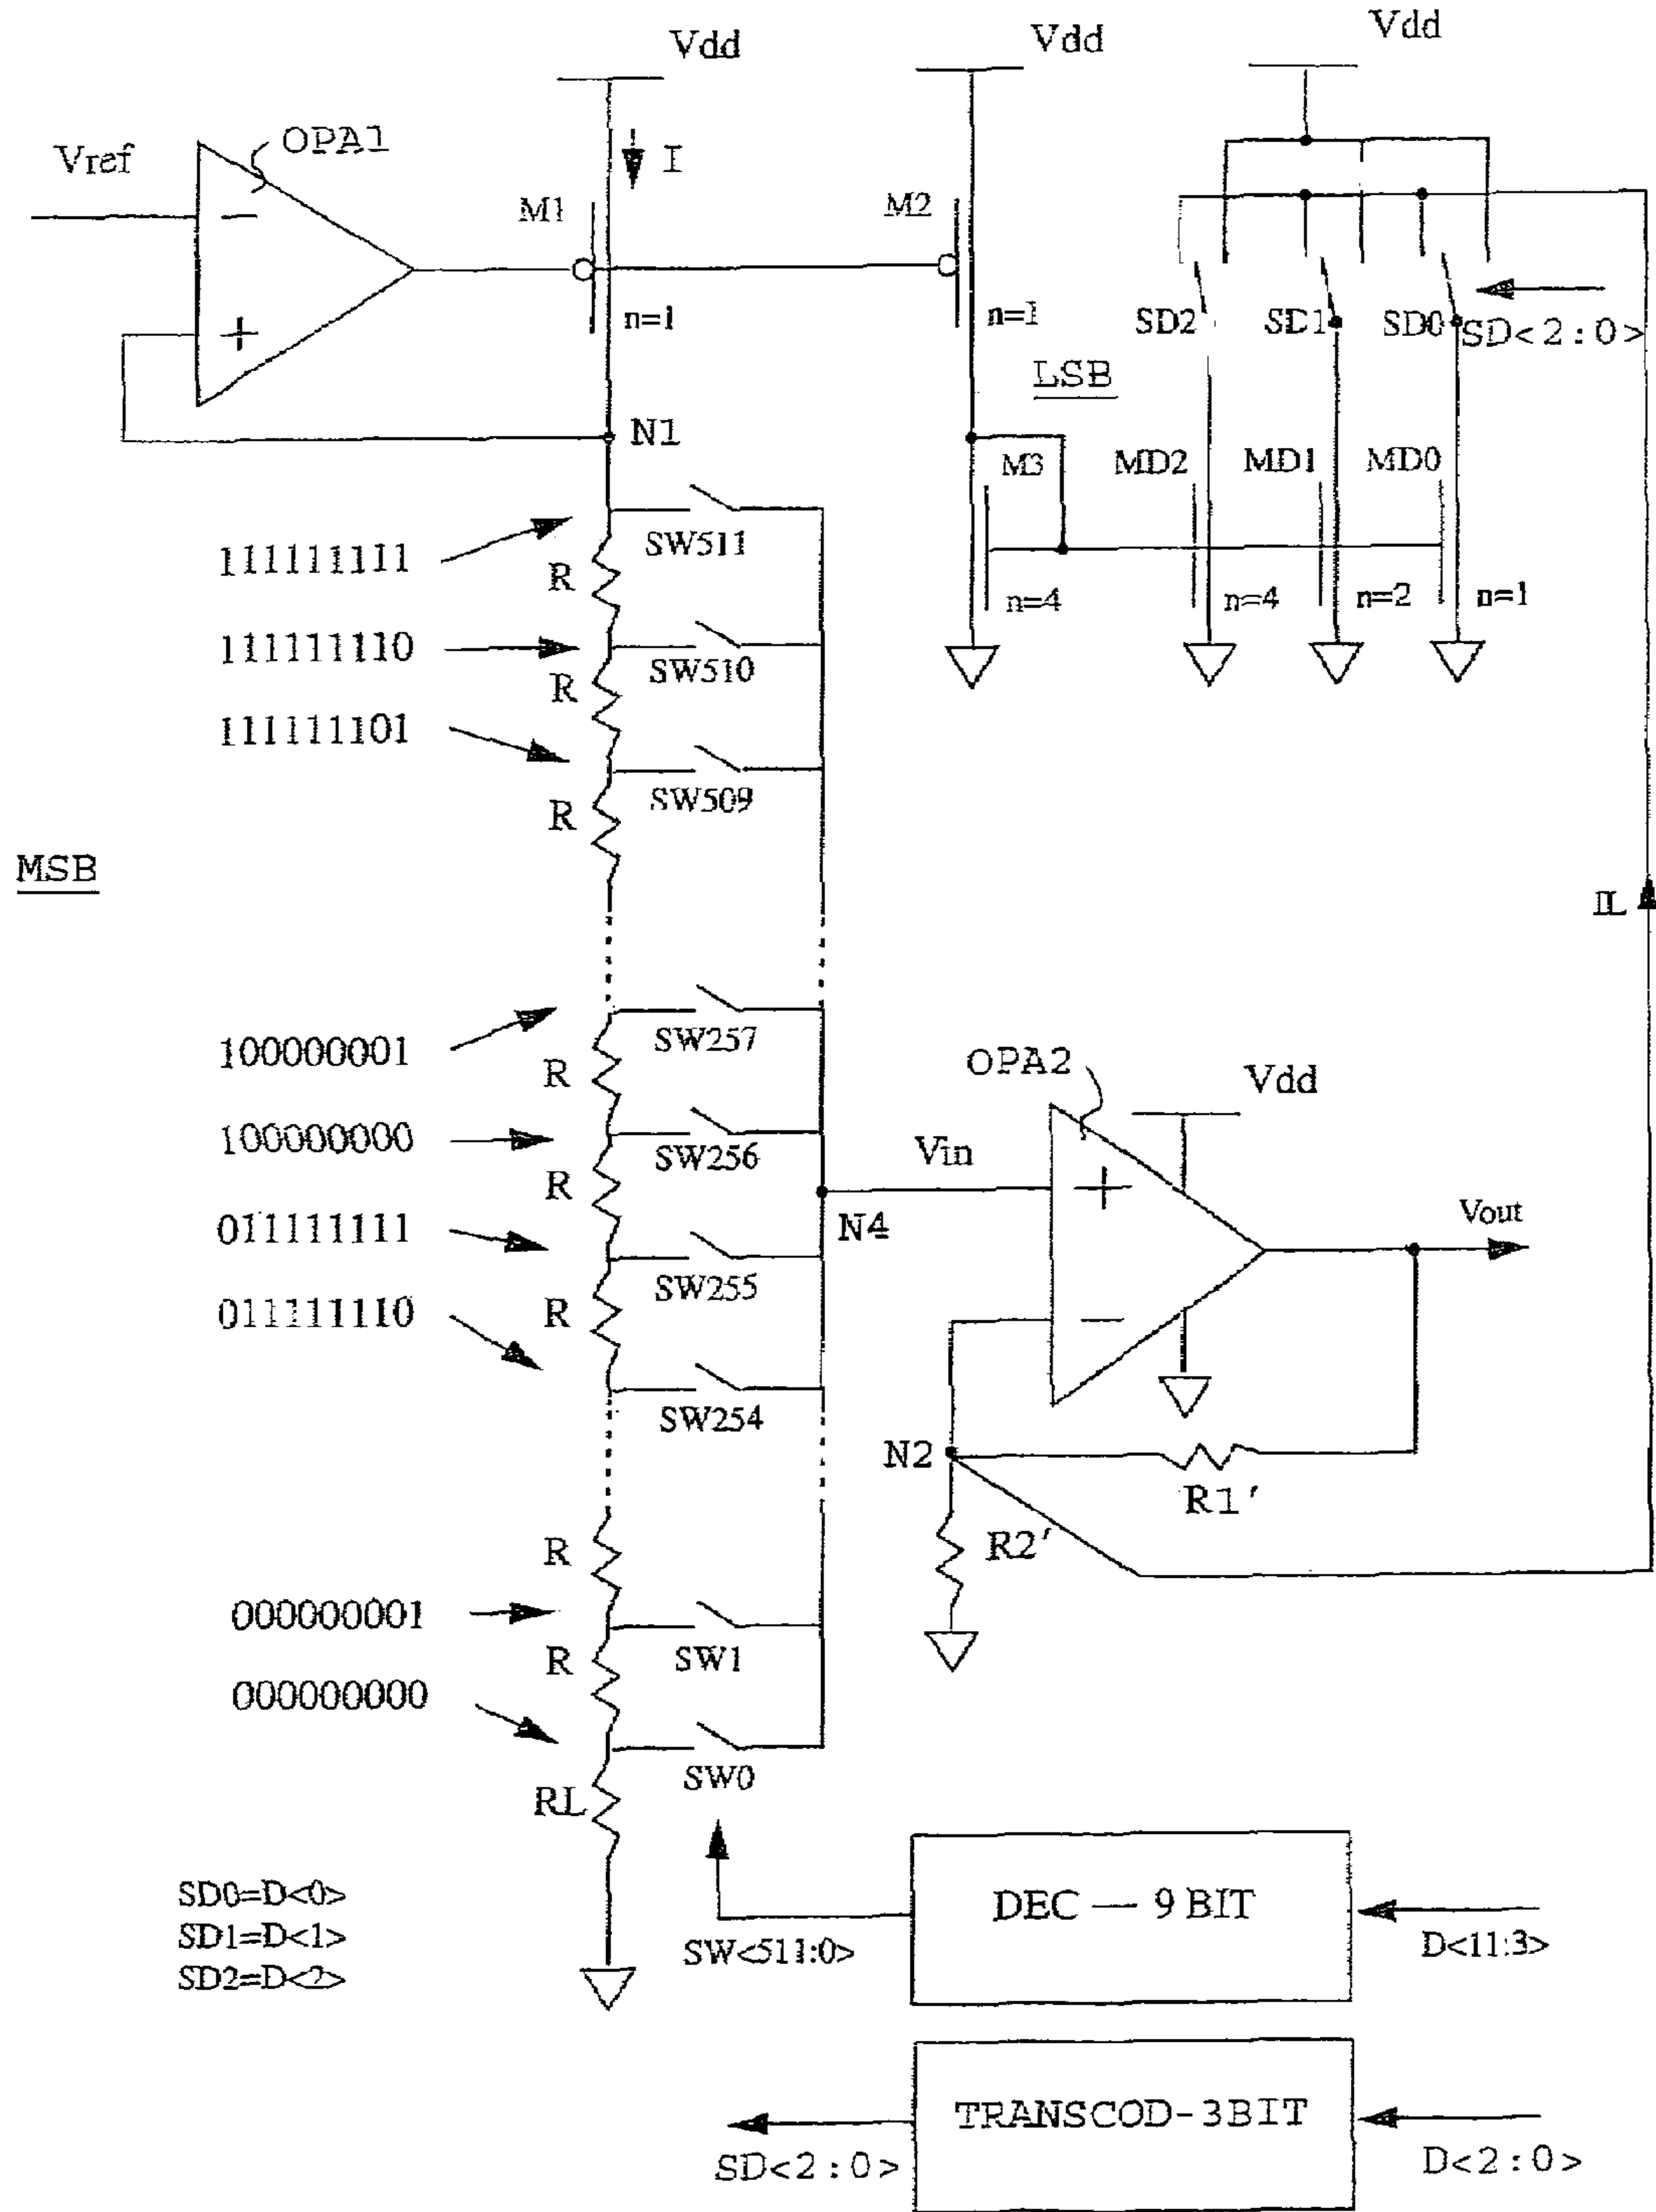 Vdd
Vdd
Vdd
Vref
OPA1
I
M1
M2
−
+
n=1
n=1
SD2
SD1
SD0
SD<2:0>
LSB
N1
M3
MD2
MD1
MD0
n=4
n=4
n=2
n=1
111111111
R
SW511
111111110
R
SW510
111111101
R
SW509
MSB
IL
100000001
R
SW257
100000000
R
SW256
011111111
R
SW255
011111110
SW254
OPA2
Vdd
Vin
+
−
N4
Vout
N2
R1'
R2'
R
000000001
R
SW1
000000000
SW0
RL
SD0=D<0>
SD1=D<1>
SD2=D<2>
SW<511:0>
DEC — 9 BIT
D<11:3>
TRANSCOD-3BIT
SD<2:0>
D<2:0>